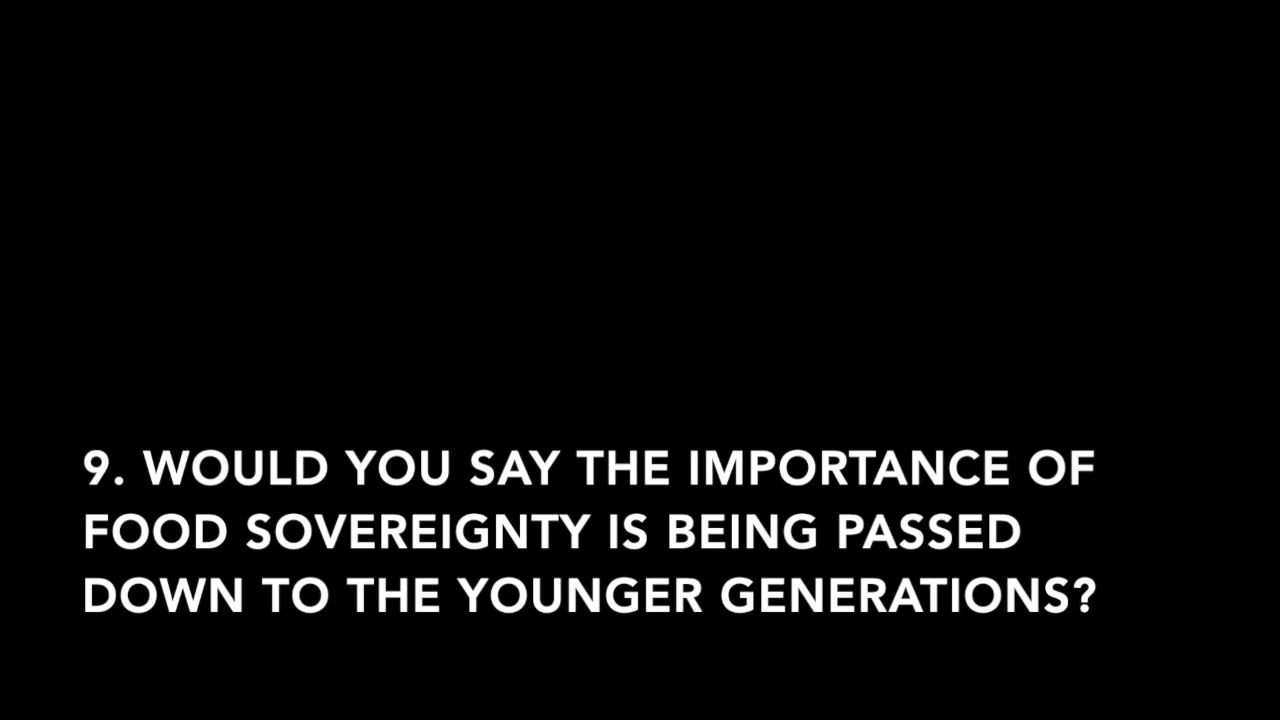 9. WOULD YOU SAY THE IMPORTANCE OF
FOOD SOVEREIGNTY IS BEING PASSED
DOWN TO THE YOUNGER GENERATIONS?